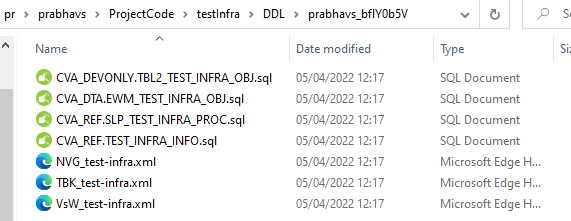 pr › prabhavs › ProjectCode › testInfra › DDL › prabhavs_bfIY0b5V
Name Date modified Type Siz
CVA_DEVONLY.TBL2_TEST_INFRA_OBJ.sql 05/04/2022 12:17 SQL Document
CVA_DTA.EWM_TEST_INFRA_OBJ.sql 05/04/2022 12:17 SQL Document
CVA_REF.SLP_TEST_INFRA_PROC.sql 05/04/2022 12:17 SQL Document
CVA_REF.TEST_INFRA_INFO.sql 05/04/2022 12:17 SQL Document
NVG_test-infra.xml 05/04/2022 12:17 Microsoft Edge H...
TBK_test-infra.xml 05/04/2022 12:17 Microsoft Edge H...
VsW_test-infra.xml 05/04/2022 12:17 Microsoft Edge H...